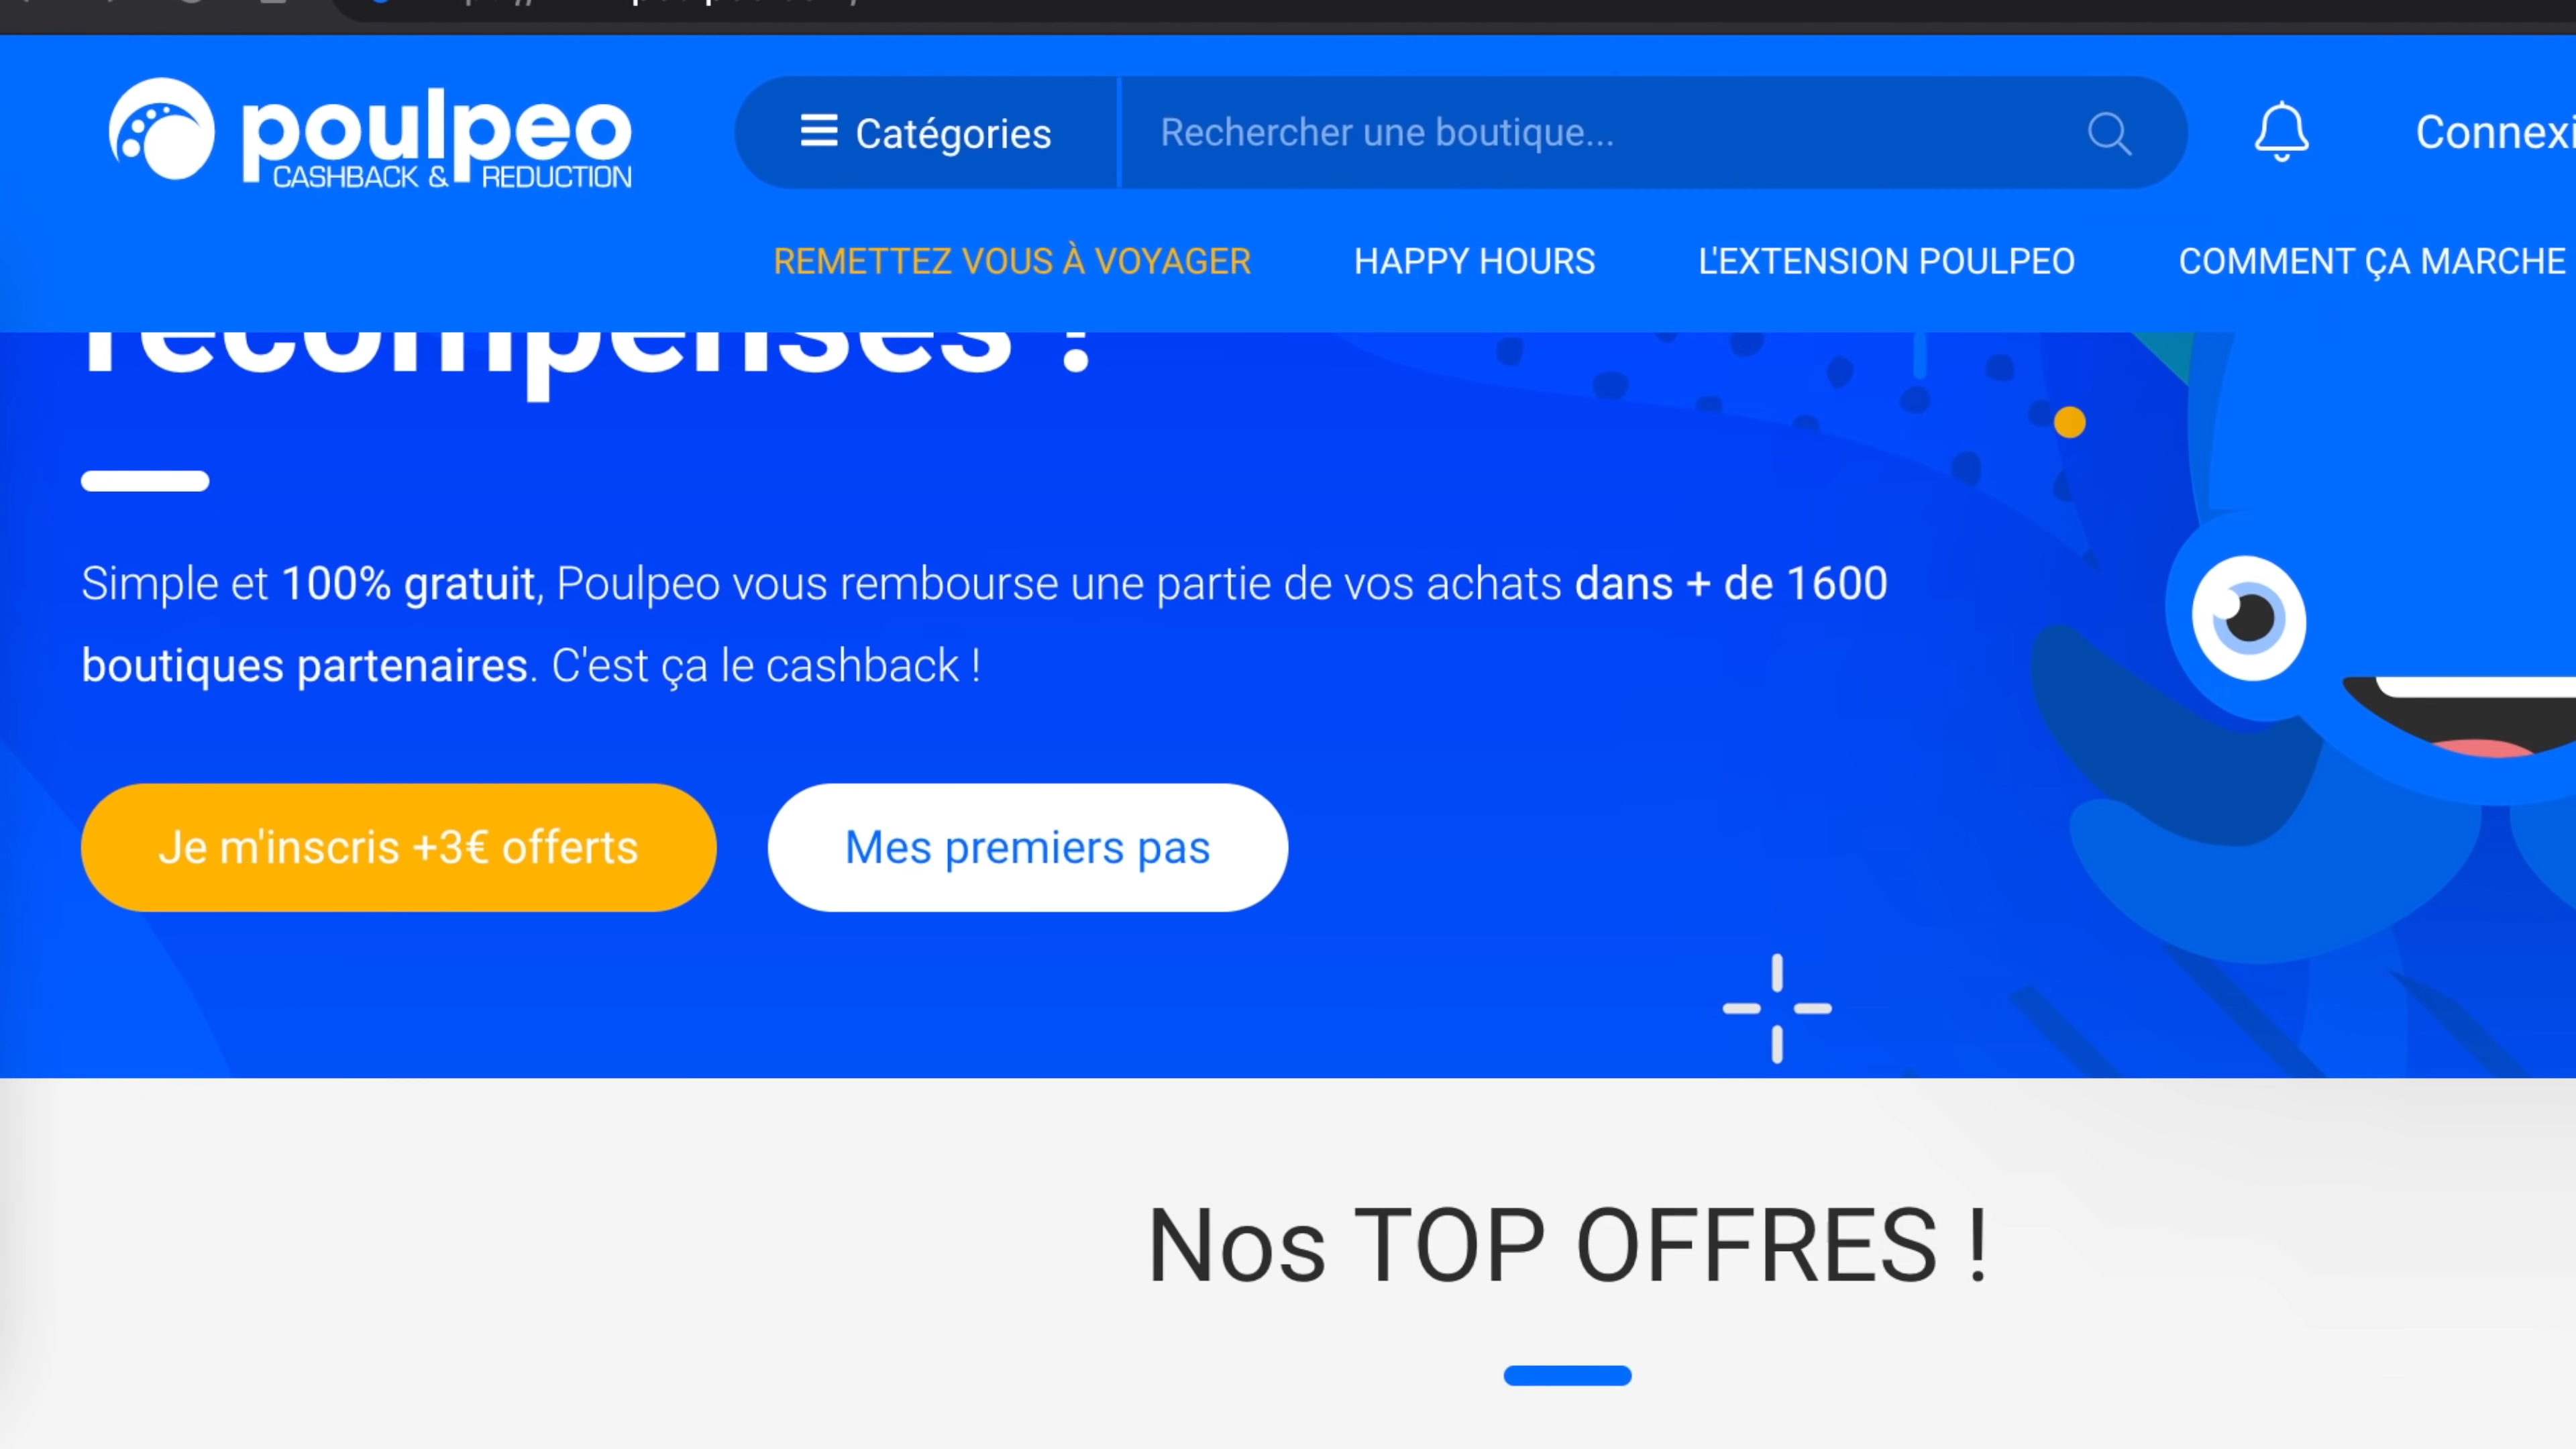 poulpeo
CASHBACK & REDUCTION
Catégories
Rechercher une boutique...
REMETTEZ VOUS À VOYAGER
HAPPY HOURS
L'EXTENSION POULPEO
COMMENT ÇA MARCHE
récompenses !
Simple et 100% gratuit, Poulpeo vous rembourse une partie de vos achats dans + de 1600
boutiques partenaires. C'est ça le cashback !
Je m'inscris +3€ offerts
Mes premiers pas
Nos TOP OFFRES !